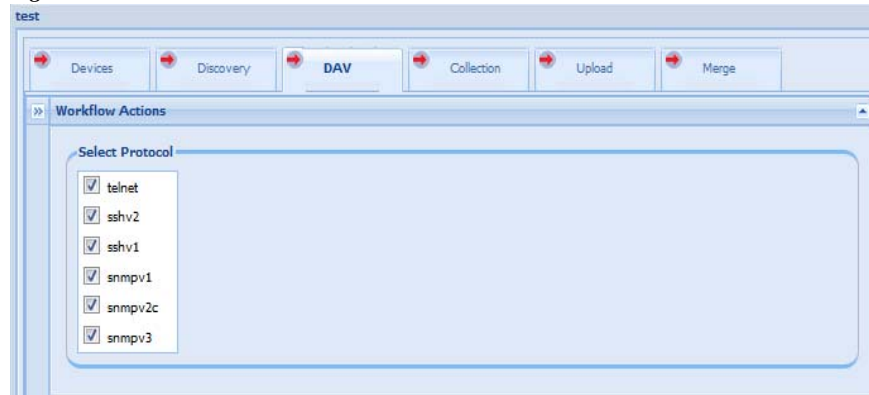 test
Devices Discovery DAV Collection Upload Merge
Workflow Actions
Select Protocol
telnet
sshv2
sshv1
snmpv1
snmpv2c
snmpv3